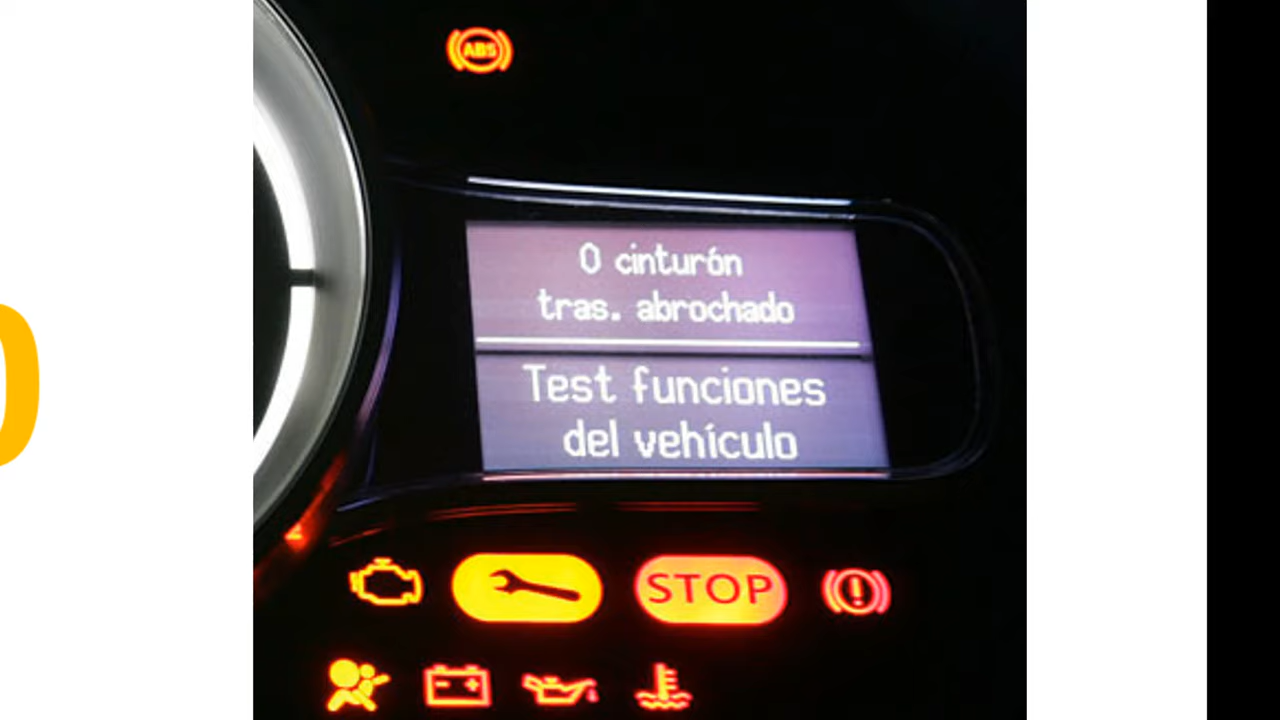 ABS
0 cinturón
tras. abrochado
Test funciones
del vehículo
STOP